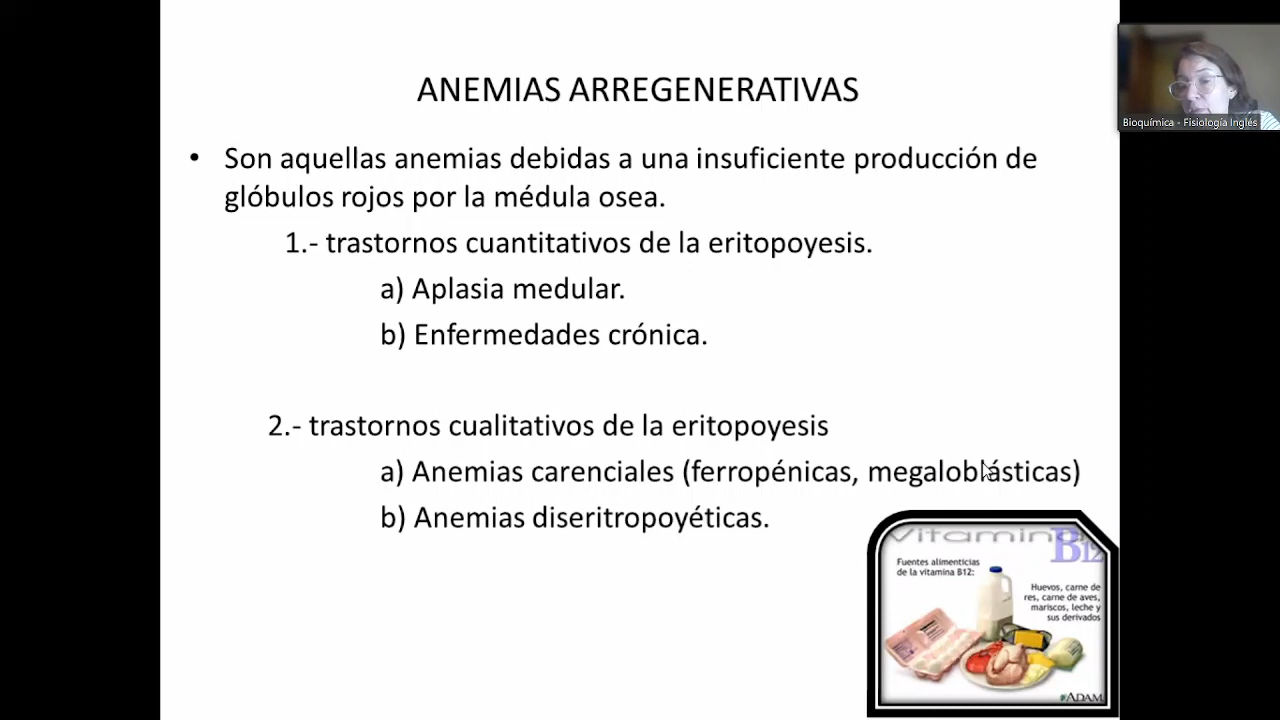 ANEMIAS ARREGENERATIVAS
Bioquímica - Fisiología Inglés
• Son aquellas anemias debidas a una insuficiente producción de
glóbulos rojos por la médula osea.
1.- trastornos cuantitativos de la eritopoyesis.
a) Aplasia medular.
b) Enfermedades crónica.
2.- trastornos cualitativos de la eritopoyesis
a) Anemias carenciales (ferropénicas, megaloblásticas)
b) Anemias diseritropoyéticas.
Vitamina
B12
Fuentes alimenticias
de la vitamina B12:
Huevos, carne de
res, carne de aves,
mariscos, leche y
sus derivados
ADAM